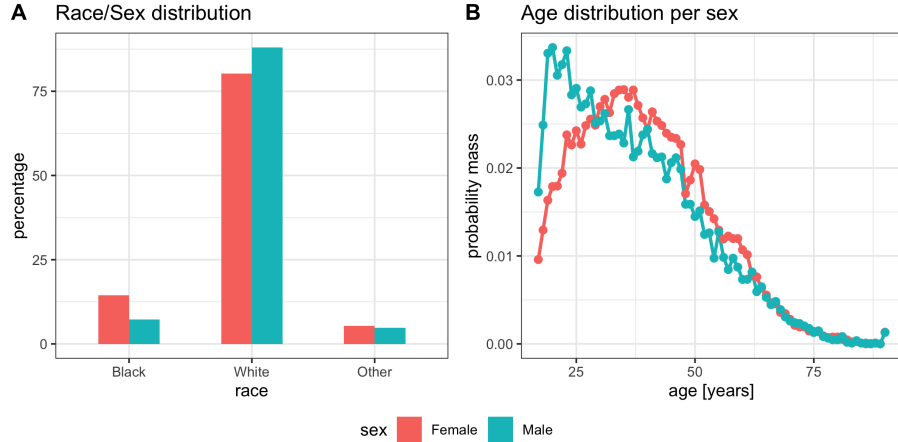 A Race/Sex distribution
percentage
75
50
25
0
Black White Other
race
B Age distribution per sex
probability mass
0.03
0.02
0.01
0.00
25 50 75
age [years]
sex Female Male